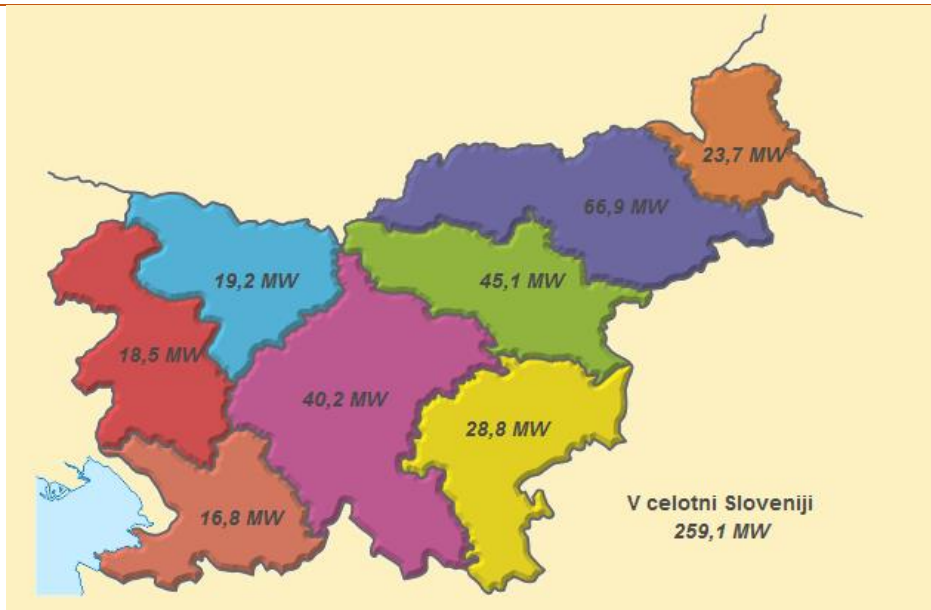 23,7 MW
66,9 MW
19,2 MW
45,1 MW
18,5 MW
40,2 MW
28,8 MW
16,8 MW
V celotni Sloveniji
259,1 MW